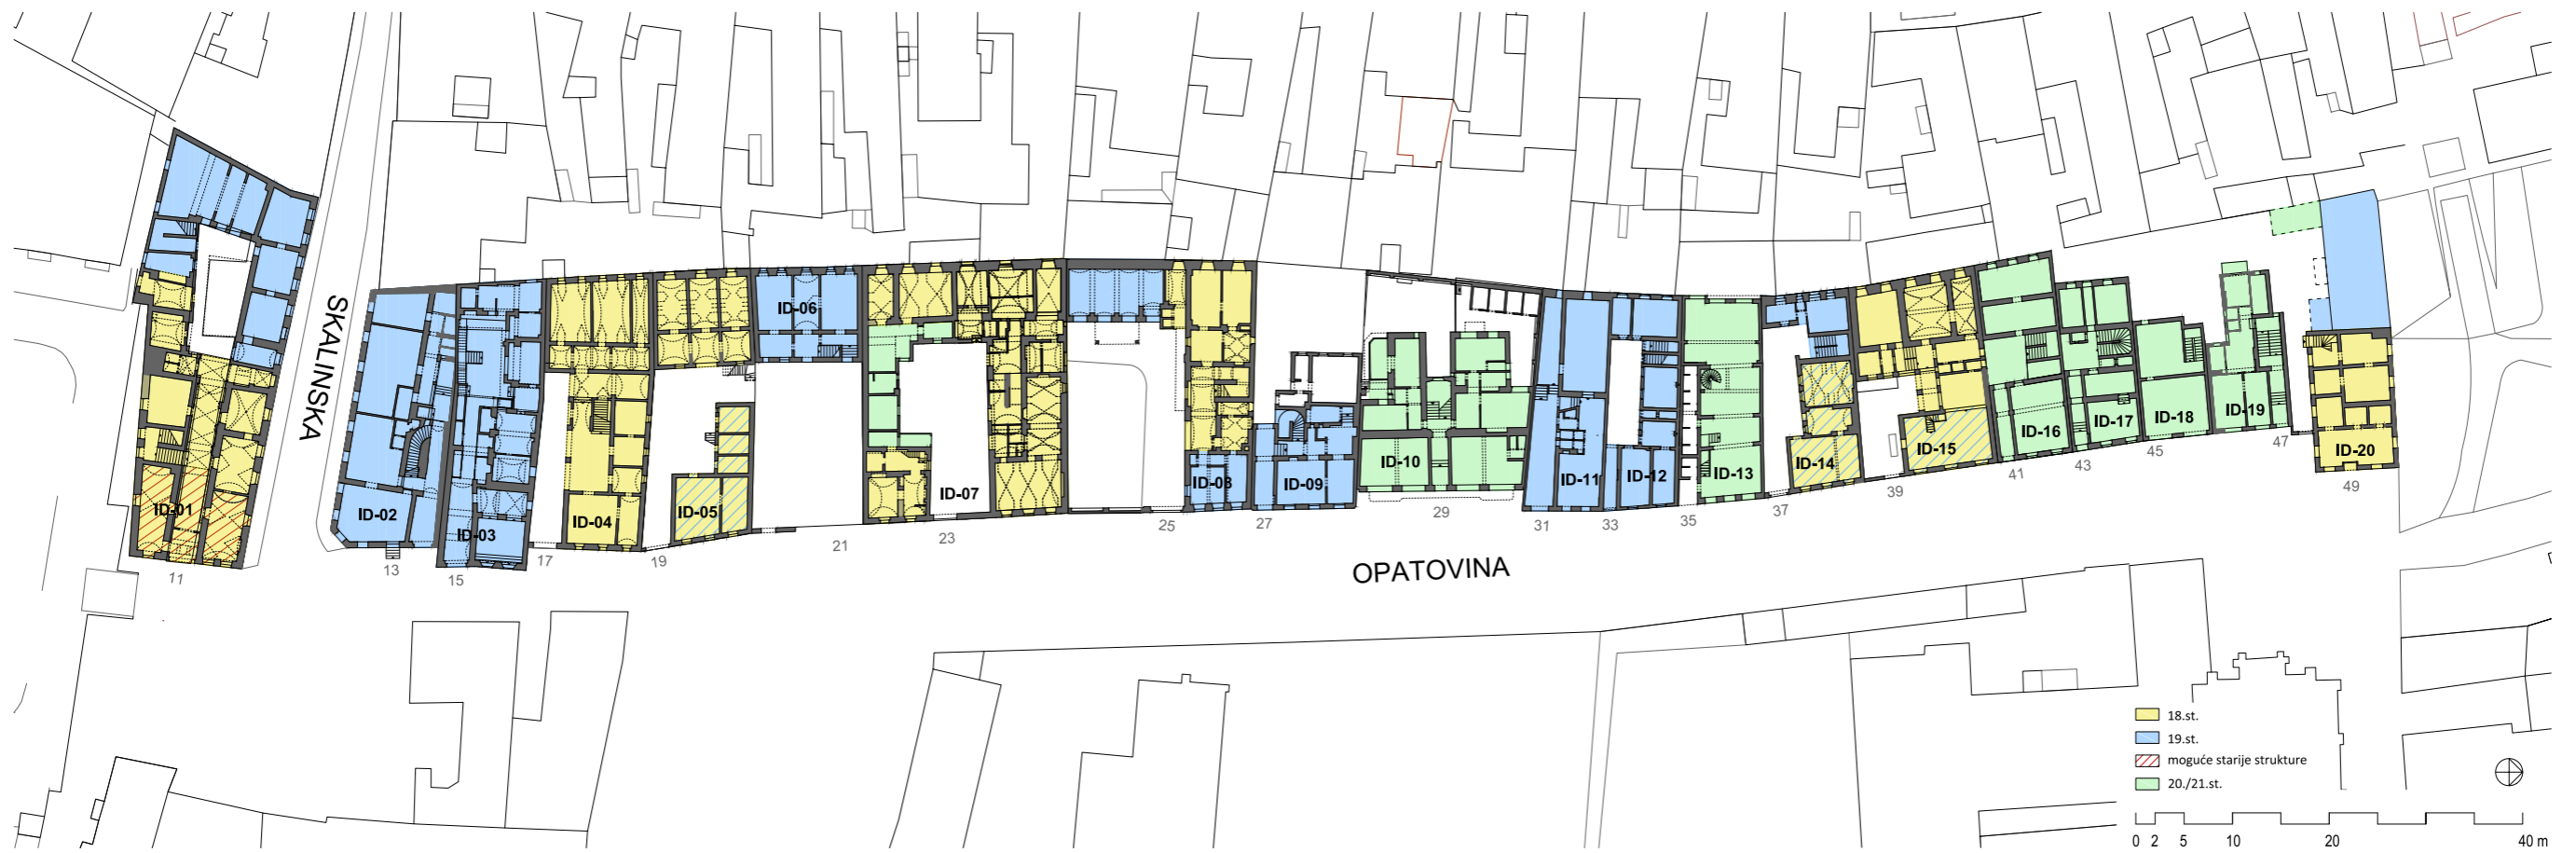 SKALINSKA
ID-06
ID-01
ID-02
ID-03
ID-04
ID-05
ID-07
ID-08
ID-09
ID-10
ID-11
ID-12
ID-13
ID-14
ID-15
ID-16
ID-17
ID-18
ID-19
ID-20
11
13
15
17
19
21
23
25
27
29
31
33
35
37
39
41
43
45
47
49
OPATOVINA
18.st.
19.st.
moguće starije strukture
20./21.st.
0 2 5 10 20 40 m